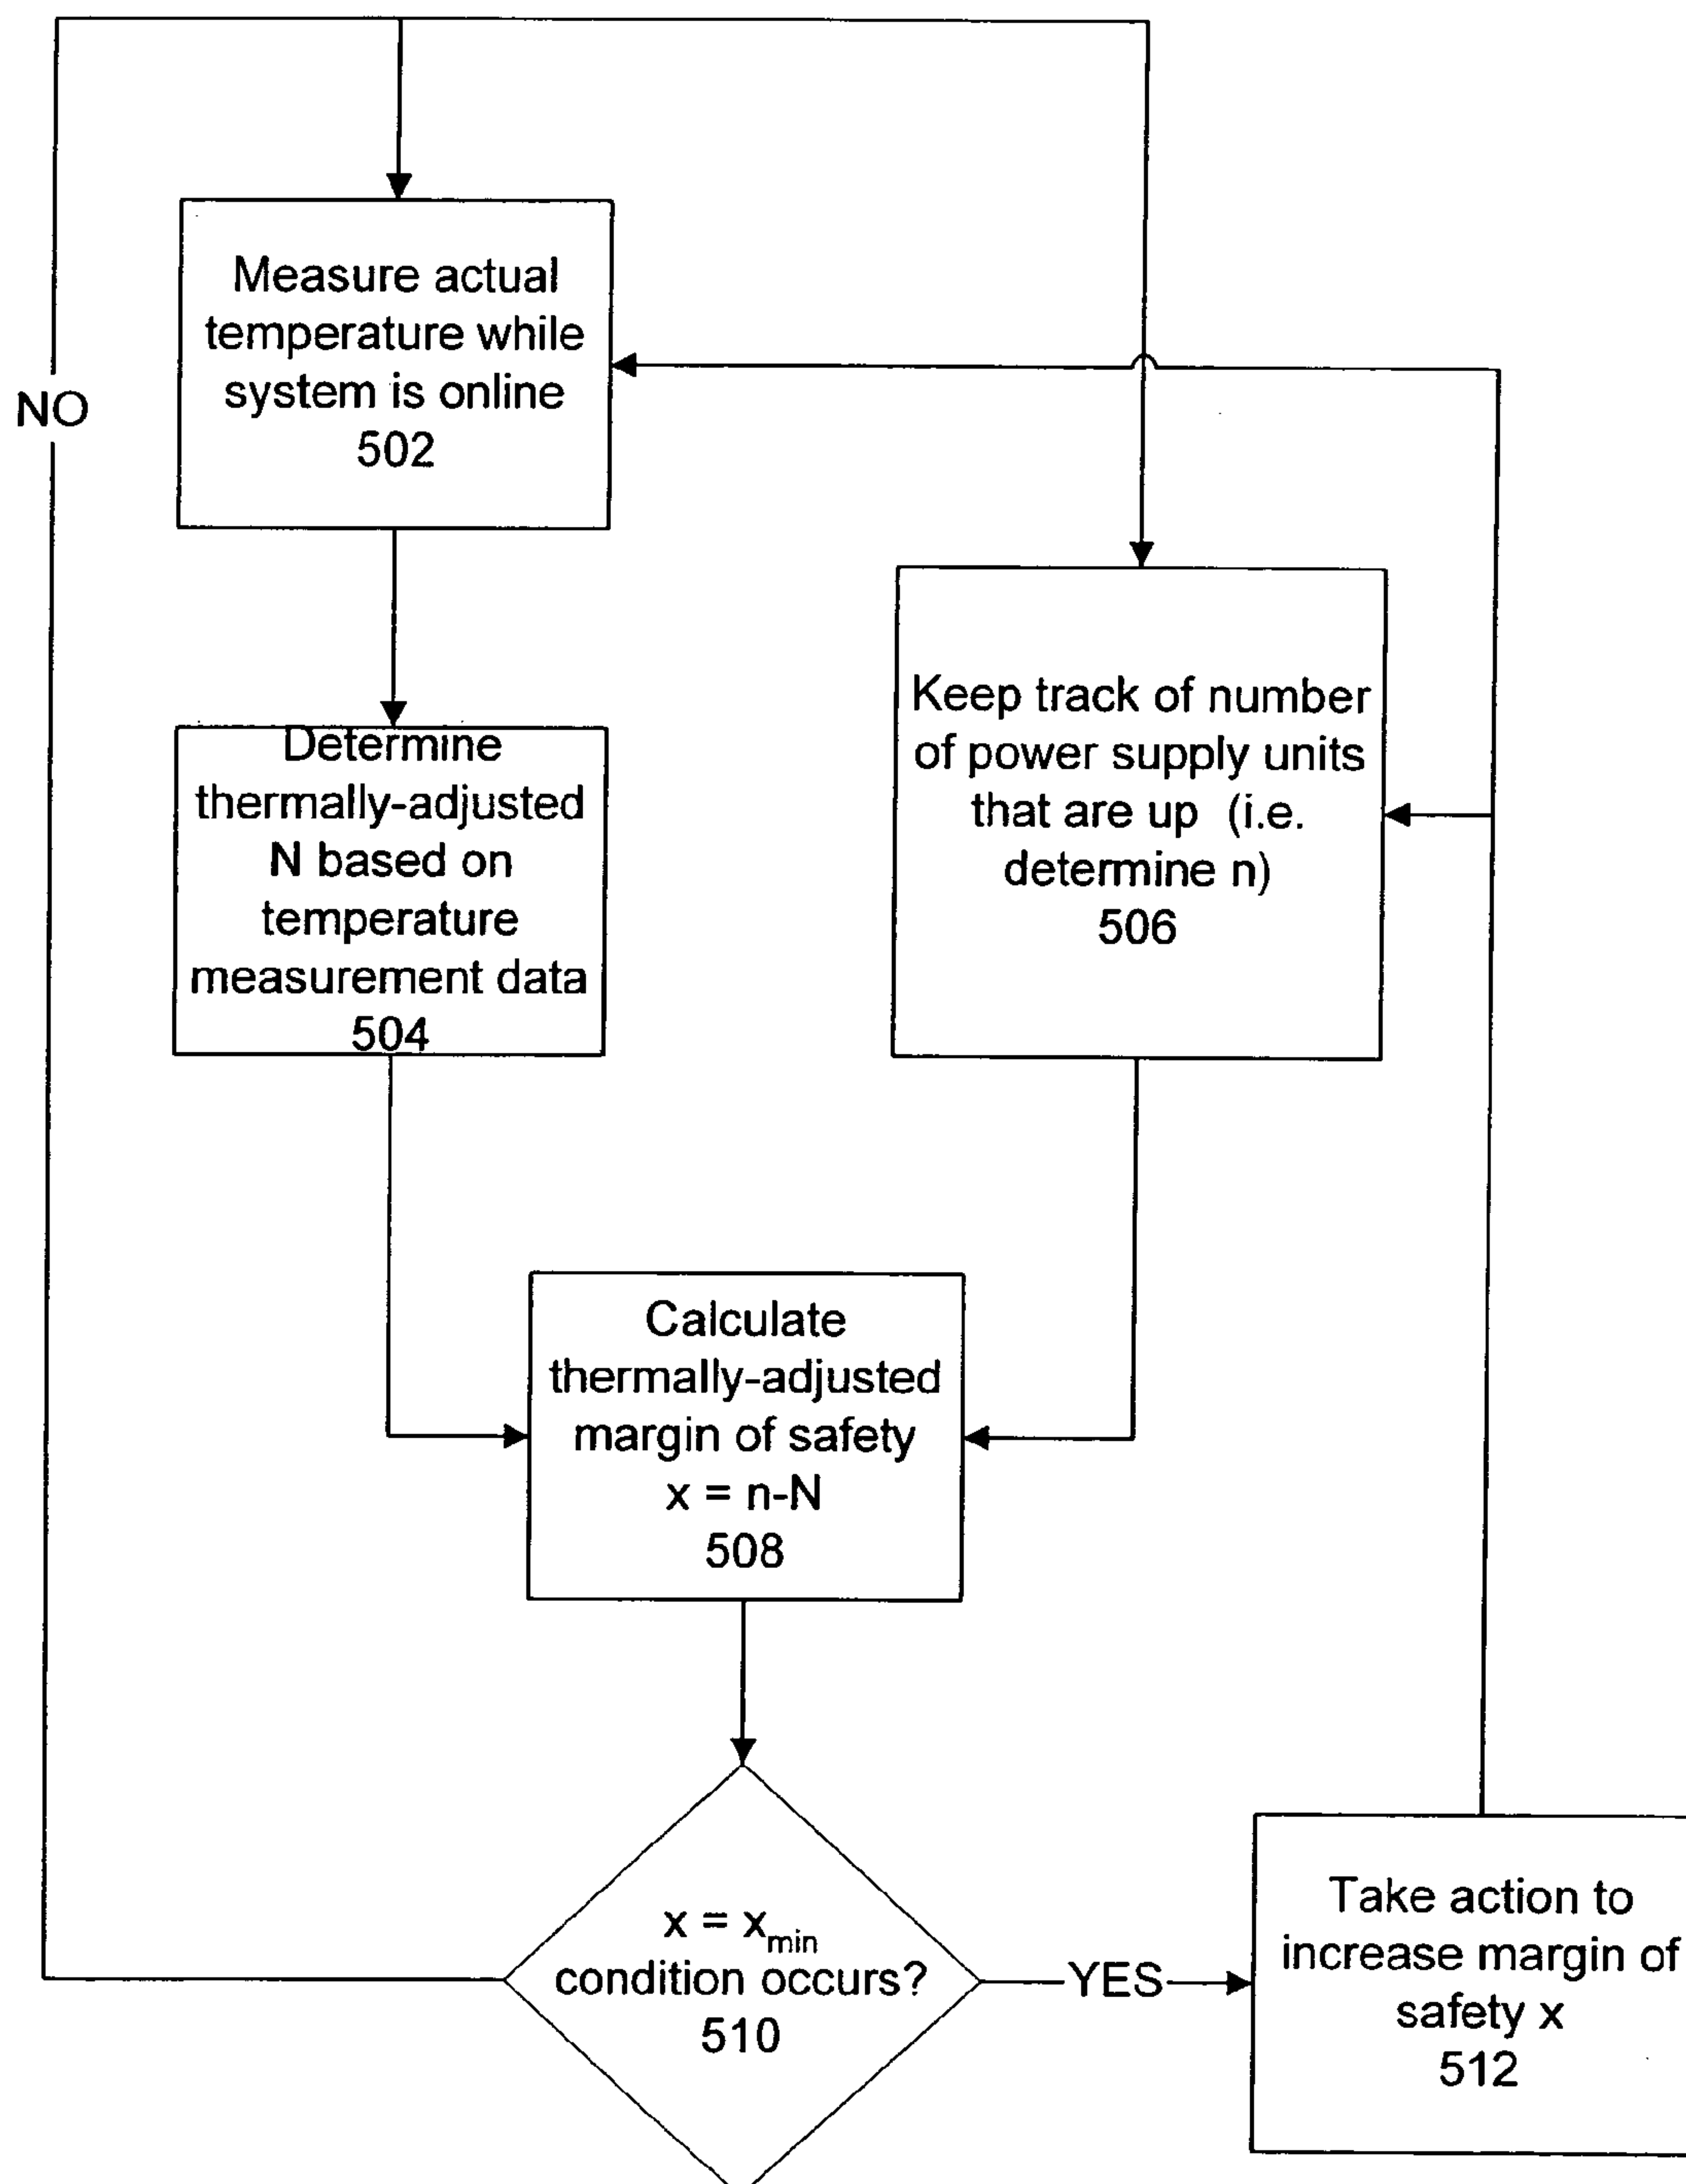 Measure actual
temperature while
system is online
502
NO
Determine
thermally-adjusted
N based on
temperature
measurement data
504
Keep track of number
of power supply units
that are up (i.e.
determine n)
506
Calculate
thermally-adjusted
margin of safety
x = n-N
508
x = xmin
condition occurs?
510
YES
Take action to
increase margin of
safety x
512